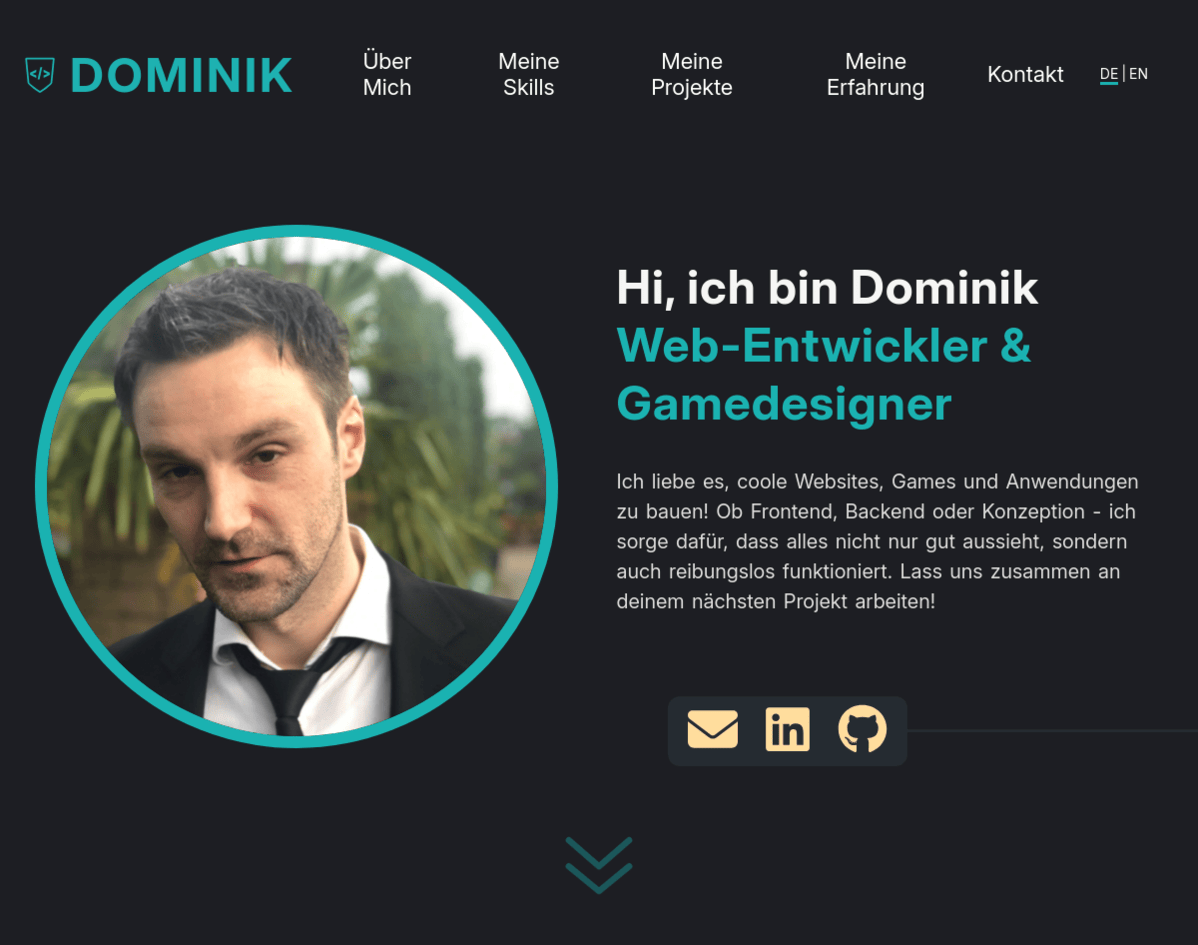 </> DOMINIK
Über
Mich
Meine
Skills
Meine
Projekte
Meine
Erfahrung
Kontakt
DE | EN
Hi, ich bin Dominik
Web-Entwickler &
Gamedesigner
Ich liebe es, coole Websites, Games und Anwendungen
zu bauen! Ob Frontend, Backend oder Konzeption - ich
sorge dafür, dass alles nicht nur gut aussieht, sondern
auch reibungslos funktioniert. Lass uns zusammen an
deinem nächsten Projekt arbeiten!
in